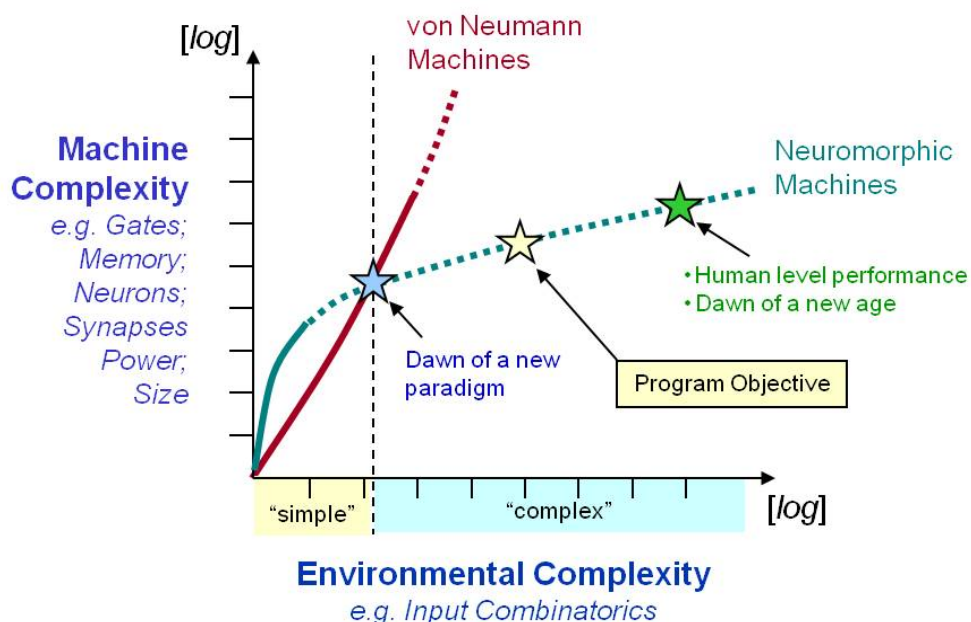 [log]
von Neumann
Machines
Machine
Complexity
e.g. Gates;
Memory;
Neurons;
Synapses
Power;
Size
Neuromorphic
Machines
• Human level performance
• Dawn of a new age
Dawn of a new
paradigm
Program Objective
"simple"
"complex"
[log]
Environmental Complexity
e.g. Input Combinatorics